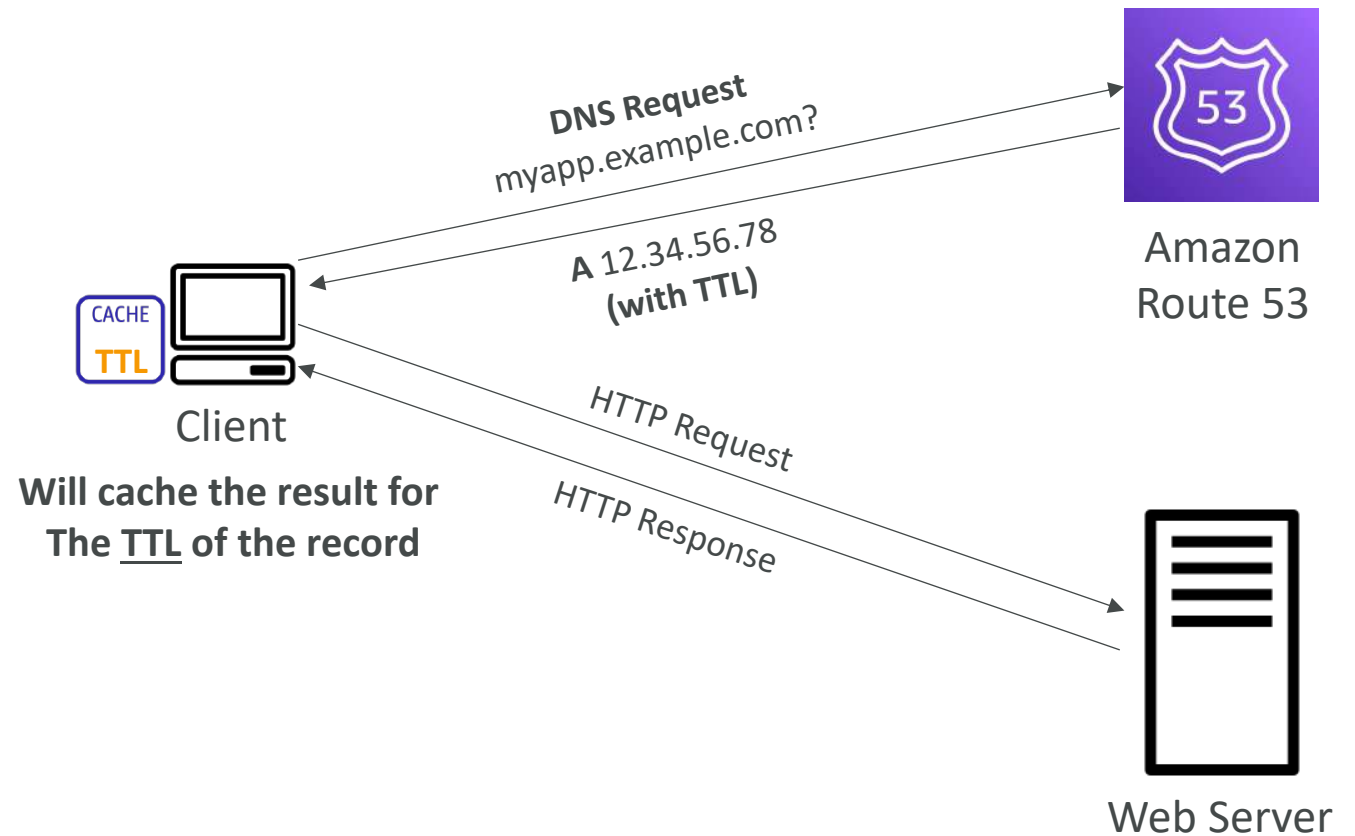 53
DNS Request
myapp.example.com?
A 12.34.56.78
(with TTL)
Amazon
Route 53
CACHE
TTL
Client
Will cache the result for
The TTL of the record
HTTP Request
HTTP Response
Web Server